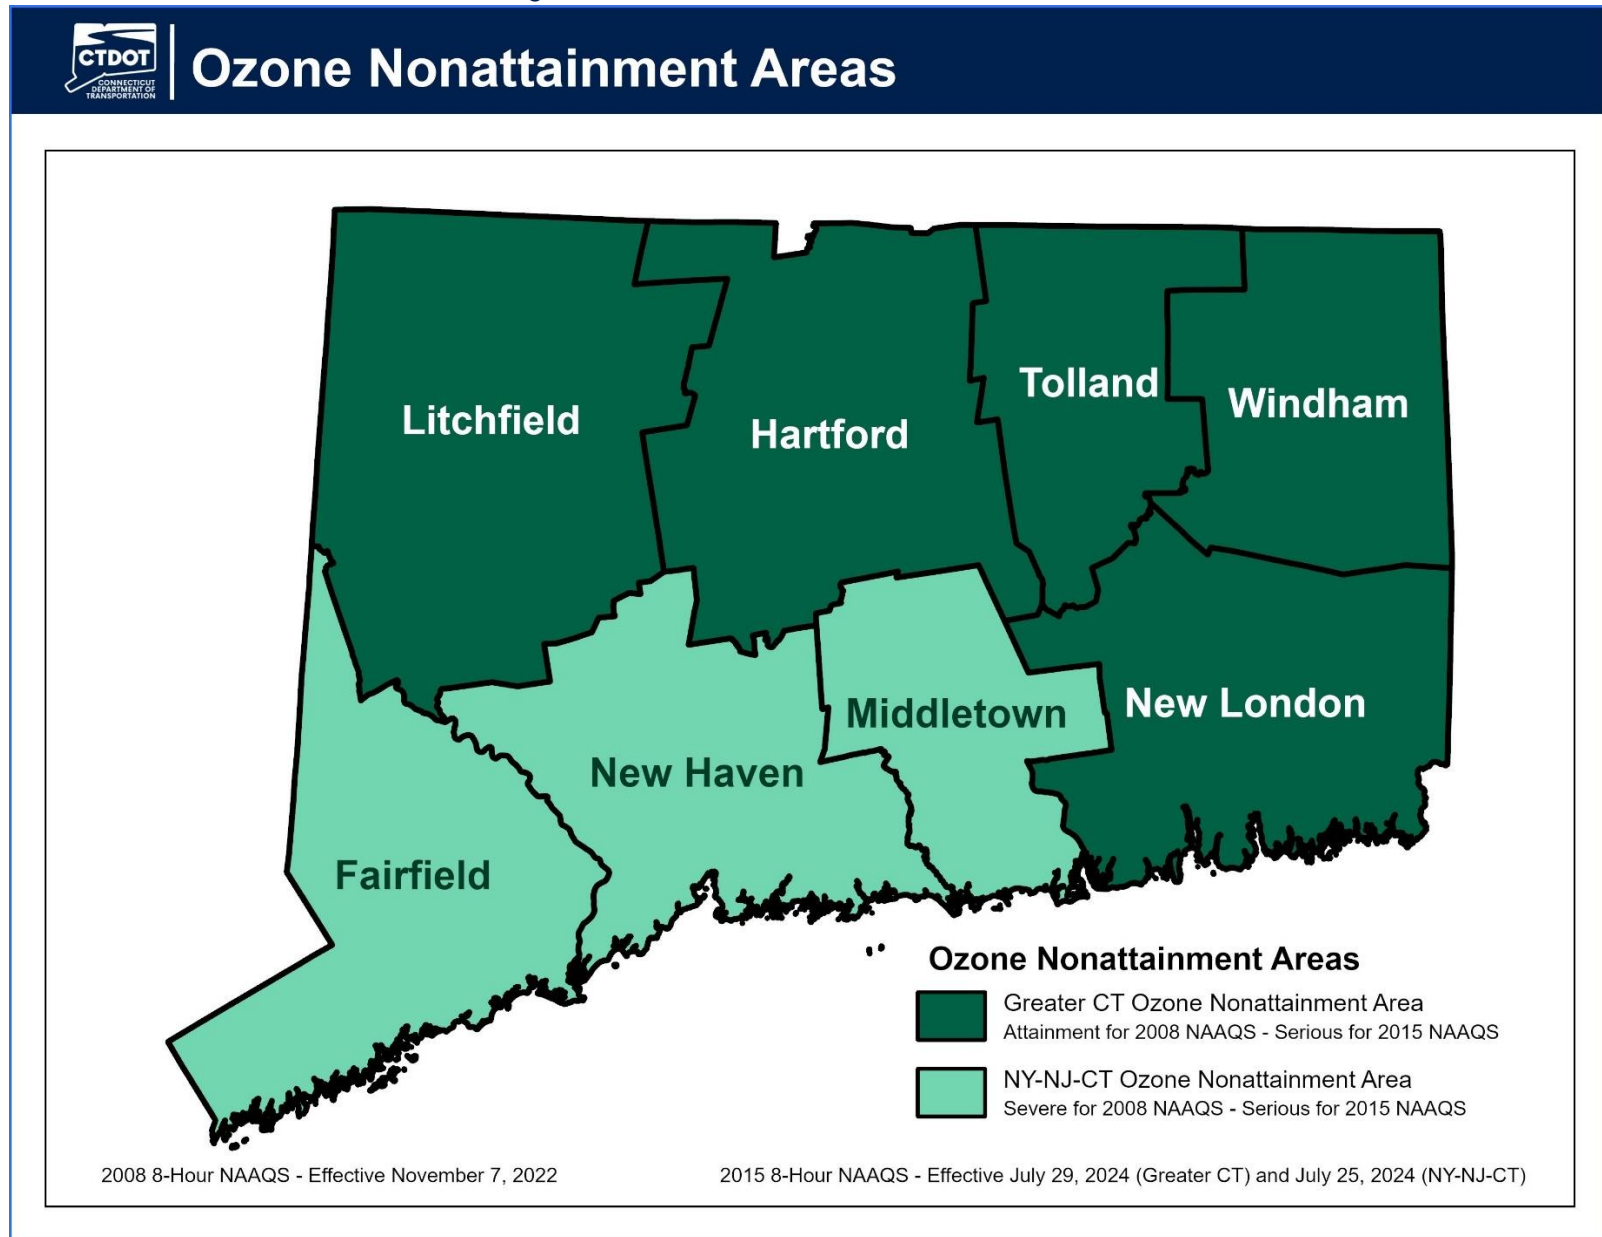 CTDOT
CONNECTICUT
DEPARTMENT OF
TRANSPORTATION
Ozone Nonattainment Areas
Litchfield
Hartford
Tolland
Windham
Middletown
New London
New Haven
Fairfield
Ozone Nonattainment Areas
Greater CT Ozone Nonattainment Area
Attainment for 2008 NAAQS - Serious for 2015 NAAQS
NY-NJ-CT Ozone Nonattainment Area
Severe for 2008 NAAQS - Serious for 2015 NAAQS
2008 8-Hour NAAQS - Effective November 7, 2022
2015 8-Hour NAAQS - Effective July 29, 2024 (Greater CT) and July 25, 2024 (NY-NJ-CT)